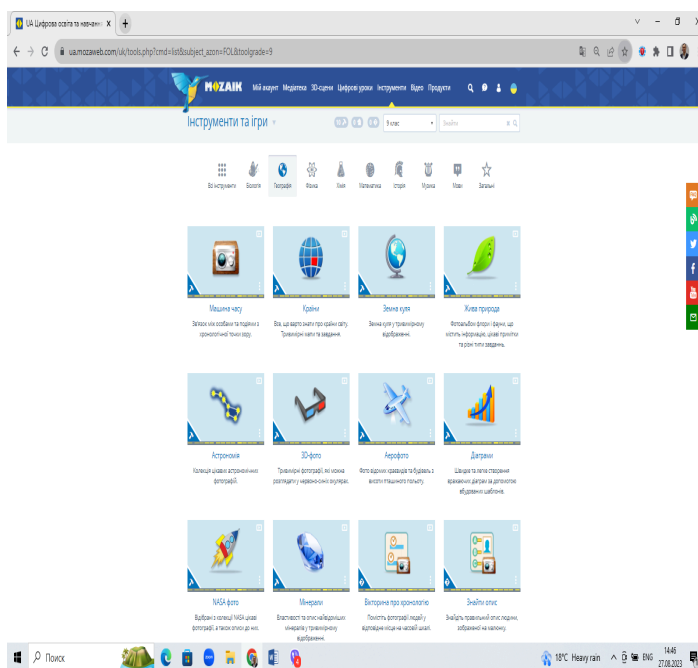 UA Цифрова освіта та навчанн
ua.mozaweb.com/uk/tools.php?cmd=list&subject_azon=FOL&toolgrade=9
MOZAIK Мій акаунт Медіатека 3D-сцени Цифрові уроки Інструменти Відео Продукти
Інструменти та ігри
9 клас
Знайти
Всі інструменти Біологія Географія Фізика Хімія Математика Історія Музика Мови Загальні
Машина часу
Зв'язок між особами та подіями з
хронологічної точки зору.
Країни
Все, що варто знати про країни світу.
Тривимірні мапи та завдання.
Земна куля
Земна куля у тривимірному
відображенні.
Жива природа
Фотоальбом флори і фауни, що
містить інформацію, цікаві примітки
та різні типи завдань.
Астрономія
Колекція цікавих астрономічних
фотографій.
3D-фото
Тривимірні фотографії, які можна
розглядати у червоно-синіх окулярах.
Аерофото
Фото відомих краєвидів та будівель з
висоти пташиного польоту.
Діаграми
Швидке та легке створення
вражаючих діаграм за допомогою
вбудованих шаблонів.
NASA фото
Відібрані з колекції NASA цікаві
фотографії, а також описи до них.
Мінерали
Властивості та опис найвідоміших
мінералів у тривимірному
відображенні.
Вікторина про хронологію
Помістіть фотографії людей у
відповідне місце на часовій шкалі.
Знайти опис
Знайдіть правильний опис людини,
зображеної на малюнку.
Поиск
18°C Heavy rain
ENG
14:46
27.08.2023